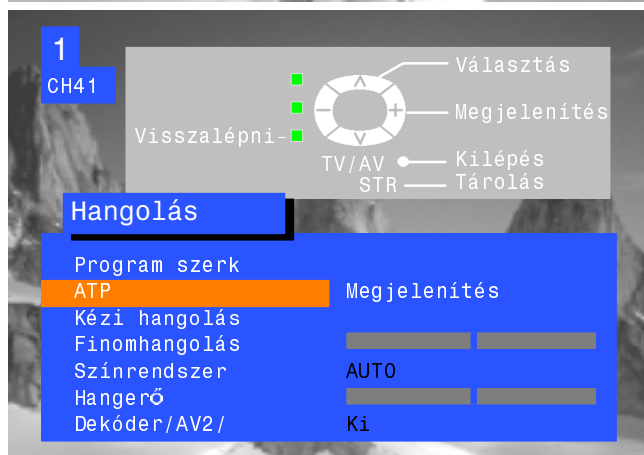 1
CH41
Választás
Megjelenítés
Visszalépni
TV/AV Kilépés
STR Tárolás
Hangolás
Program szerk
ATP Megjelenítés
Kézi hangolás
Finomhangolás
Színrendszer AUTO
Hangerő
Dekóder/AV2/ Ki